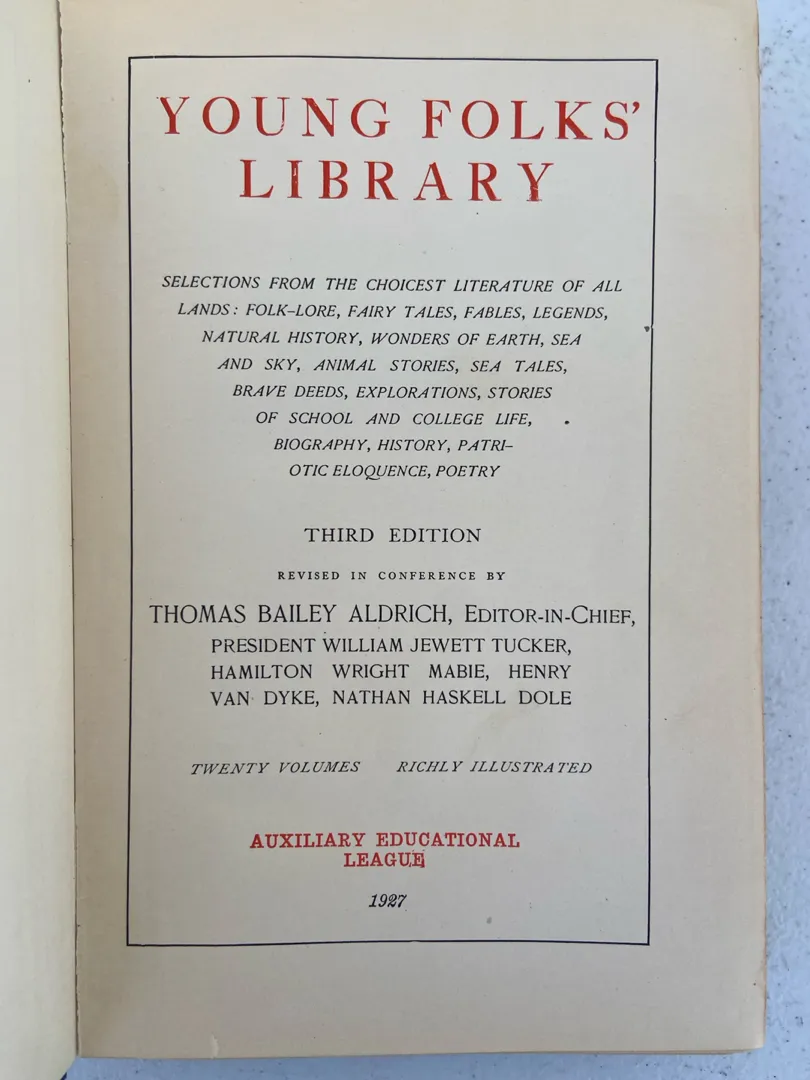 YOUNG FOLKS'
LIBRARY
SELECTIONS FROM THE CHOICEST LITERATURE OF ALL
LANDS: FOLK-LORE, FAIRY TALES, FABLES, LEGENDS,
NATURAL HISTORY, WONDERS OF EARTH, SEA
AND SKY, ANIMAL STORIES, SEA TALES,
BRAVE DEEDS, EXPLORATIONS, STORIES
OF SCHOOL AND COLLEGE LIFE,
BIOGRAPHY, HISTORY, PATRI-
OTIC ELOQUENCE, POETRY
THIRD EDITION
REVISED IN CONFERENCE BY
THOMAS BAILEY ALDRICH, EDITOR-IN-CHIEF,
PRESIDENT WILLIAM JEWETT TUCKER,
HAMILTON WRIGHT MABIE, HENRY
VAN DYKE, NATHAN HASKELL DOLE
TWENTY VOLUMES RICHLY ILLUSTRATED
AUXILIARY EDUCATIONAL
LEAGUE
1927